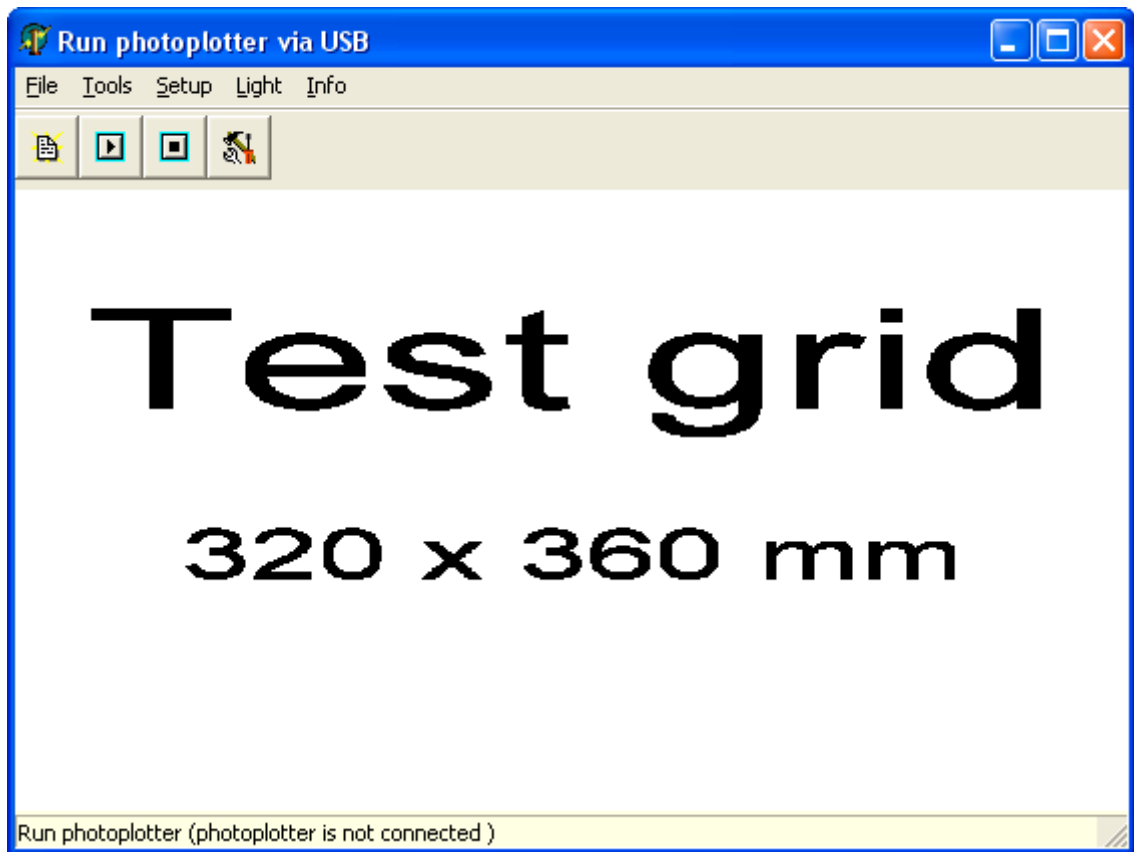 Run photoplotter via USB
File Tools Setup Light Info
Test grid
320 x 360 mm
Run photoplotter (photoplotter is not connected )